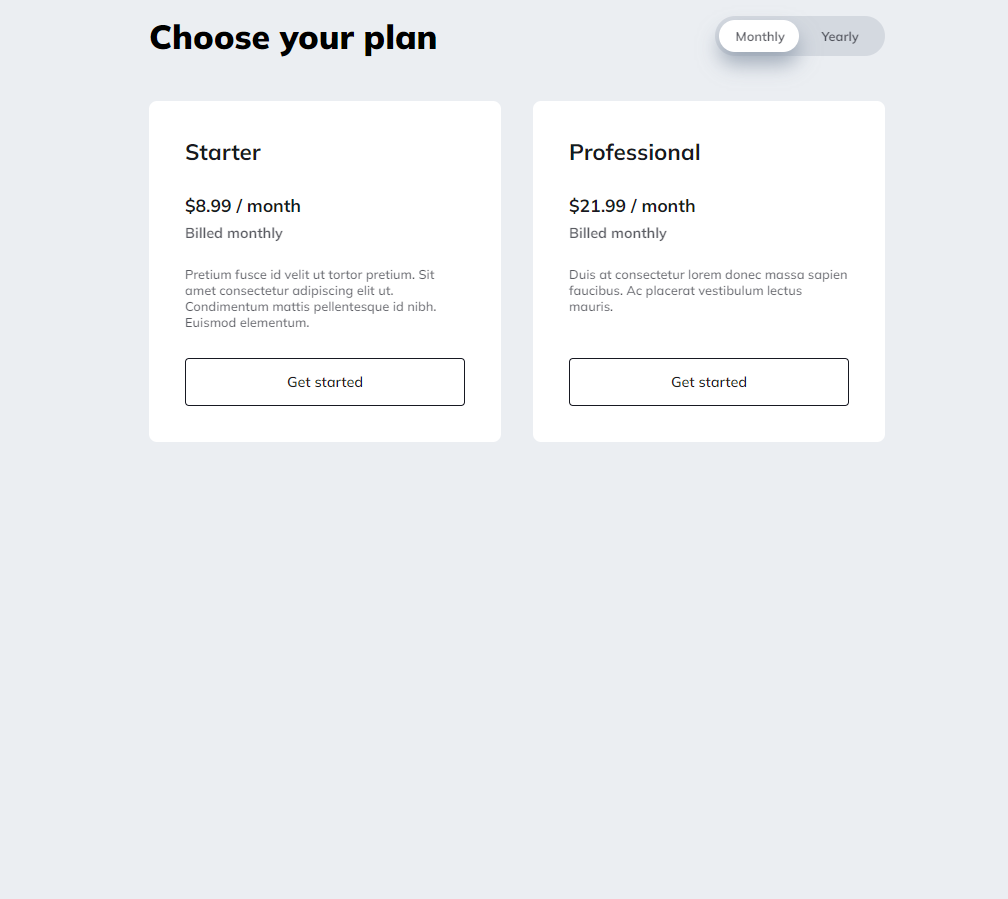 Choose your plan
Monthly
Yearly
Starter
$8.99 / month
Billed monthly
Pretium fusce id velit ut tortor pretium. Sit
amet consectetur adipiscing elit ut.
Condimentum mattis pellentesque id nibh.
Euismod elementum.
Get started
Professional
$21.99 / month
Billed monthly
Duis at consectetur lorem donec massa sapien
faucibus. Ac placerat vestibulum lectus
mauris.
Get started